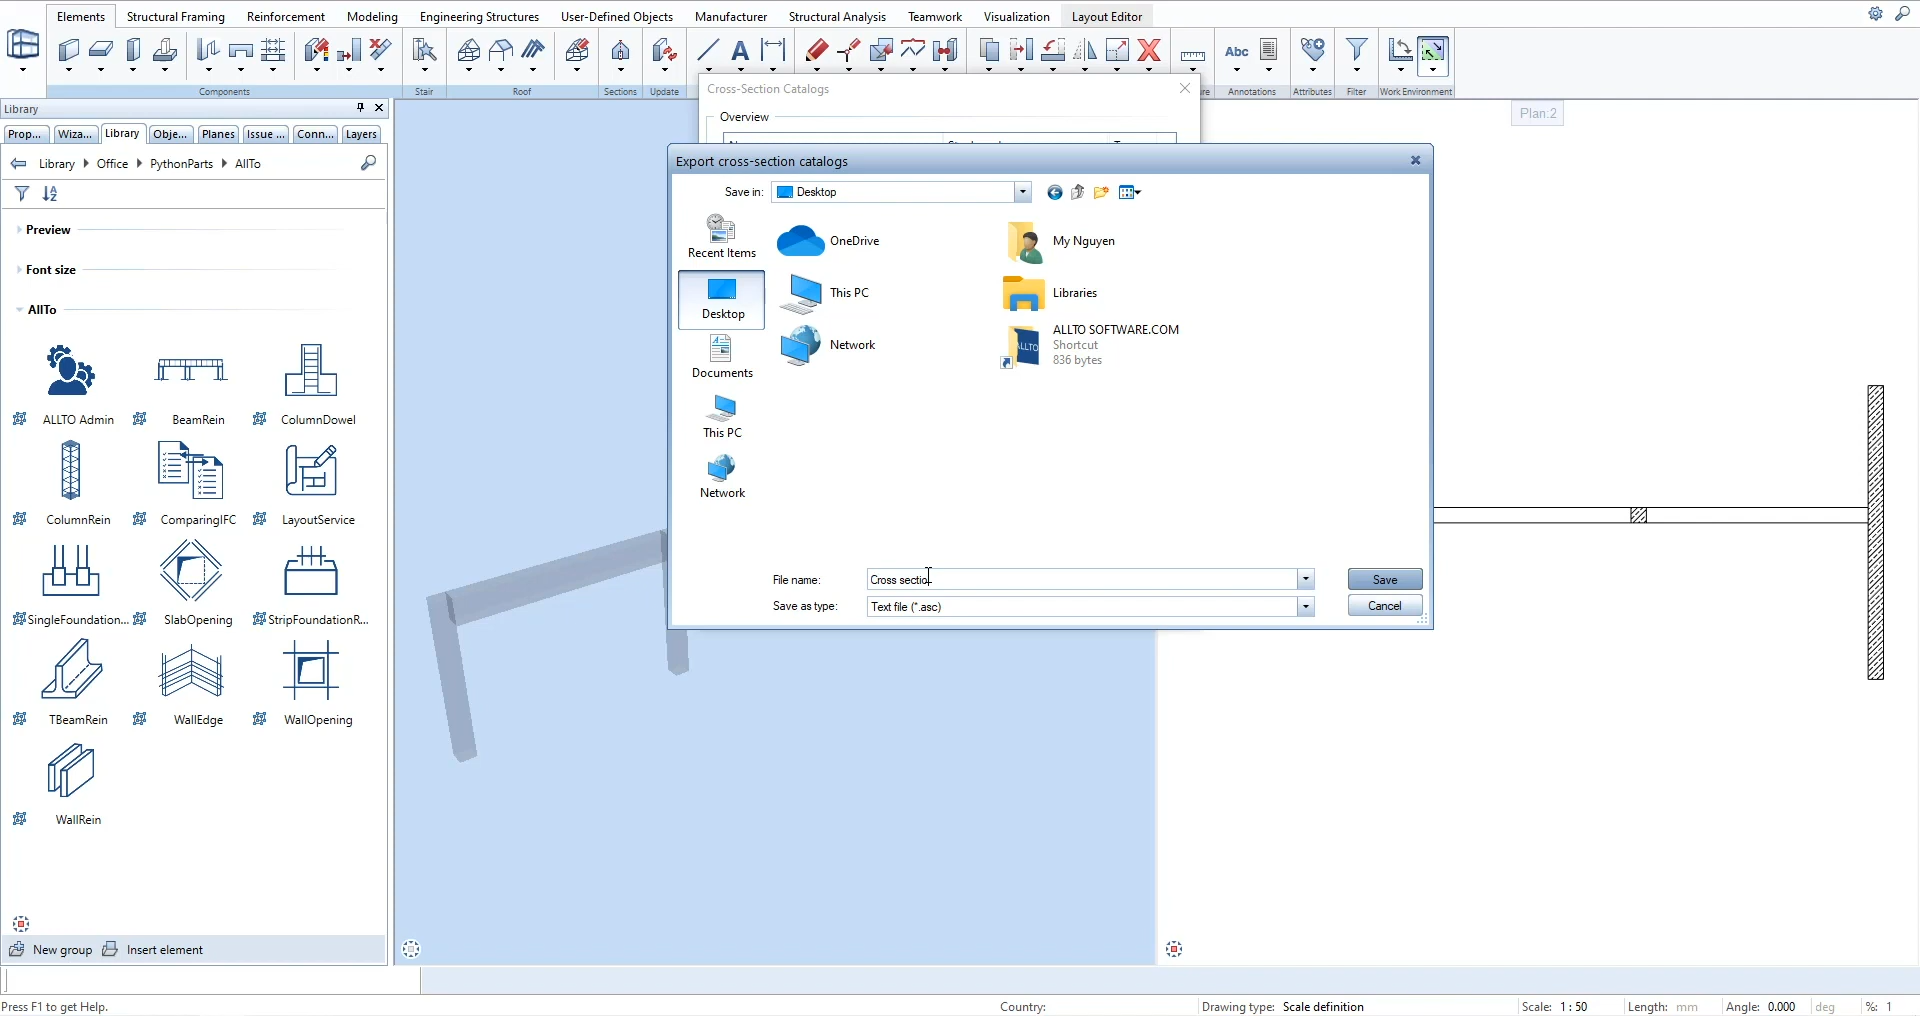 Elements Structural Framing Reinforcement Modeling Engineering Structures User-Defined Objects Manufacturer Structural Analysis Teamwork Visualization Layout Editor
Abc
Components Stair Roof Sections Update Annotations Attributes Filter Work Environment
Library
Prop... Wiza... Library Obje... Planes Issue ... Conn... Layers
Library Office PythonParts AllTo
Preview
Font size
AllTo
ALLTO Admin BeamRein ColumnDowel
ColumnRein ComparingIFC LayoutService
SingleFoundation... SlabOpening StripFoundationR...
TBeamRein WallEdge WallOpening
WallRein
New group Insert element
Cross-Section Catalogs
Overview
Plan:2
Export cross-section catalogs
Save in: Desktop
Recent Items
Desktop
Documents
This PC
Network
OneDrive
My Nguyen
This PC
Libraries
Network
ALLTO SOFTWARE.COM
Shortcut
836 bytes
File name: Cross section
Save
Save as type: Text file (*.asc)
Cancel
Press F1 to get Help. Country: Drawing type: Scale definition Scale: 1 : 50 Length: mm Angle: 0.000 deg %: 1